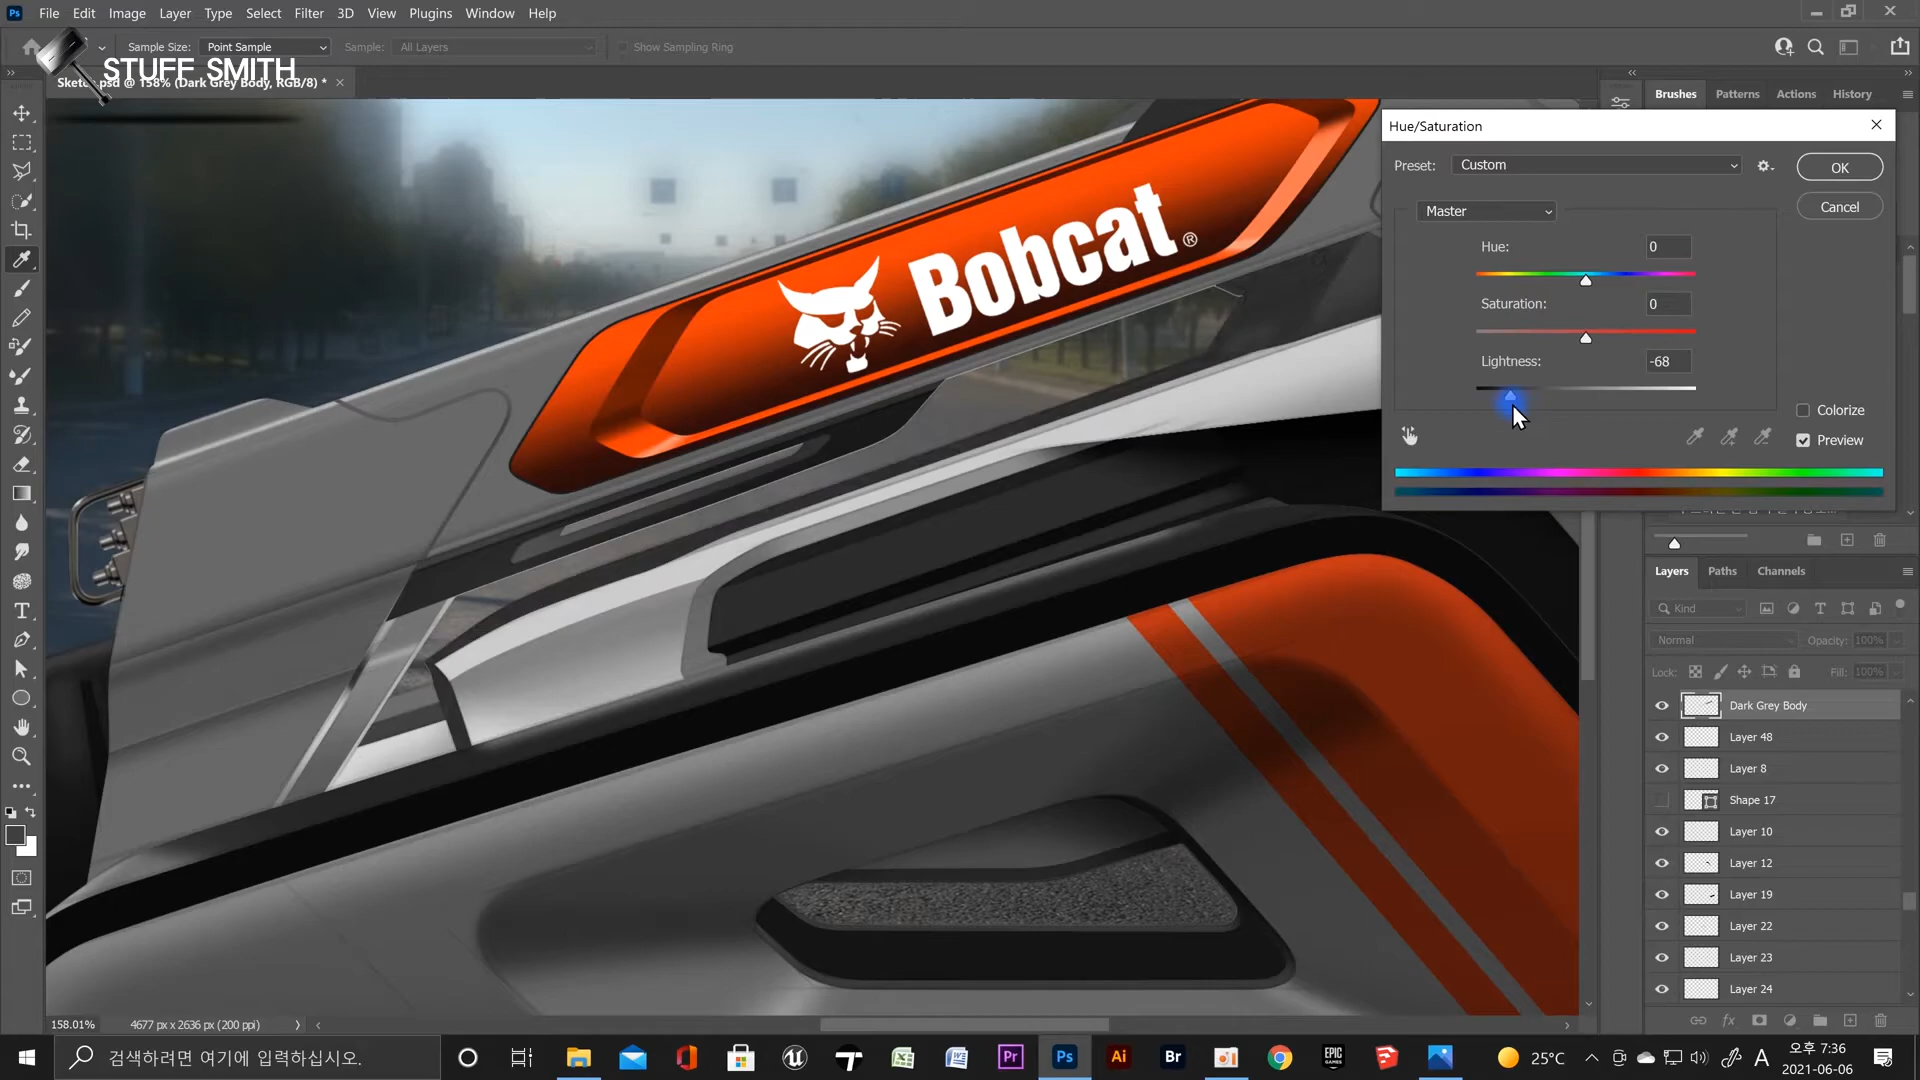 Ps File Edit Image Layer Type Select Filter 3D View Plugins Window Help
Sample Size: Point Sample Sample: All Layers Show Sampling Ring
STUFF SMITH
Sketch.psd @ 158% (Dark Grey Body, RGB/8) *
Brushes Patterns Actions History
Hue/Saturation
Preset: Custom
OK
Master
Cancel
Hue: 0
Saturation: 0
Lightness: -68
Colorize
Preview
Bobcat®
Layers Paths Channels
Kind
Normal Opacity: 100%
Lock: Fill: 100%
Dark Grey Body
Layer 48
Layer 8
Shape 17
Layer 10
Layer 12
Layer 19
Layer 22
Layer 23
Layer 24
fx
158.01% 4677 px x 2636 px (200 ppi)
검색하려면 여기에 입력하십시오.
Pr Ps Ai Br
EPIC GAMES
25°C
A
오후 7:36
2021-06-06